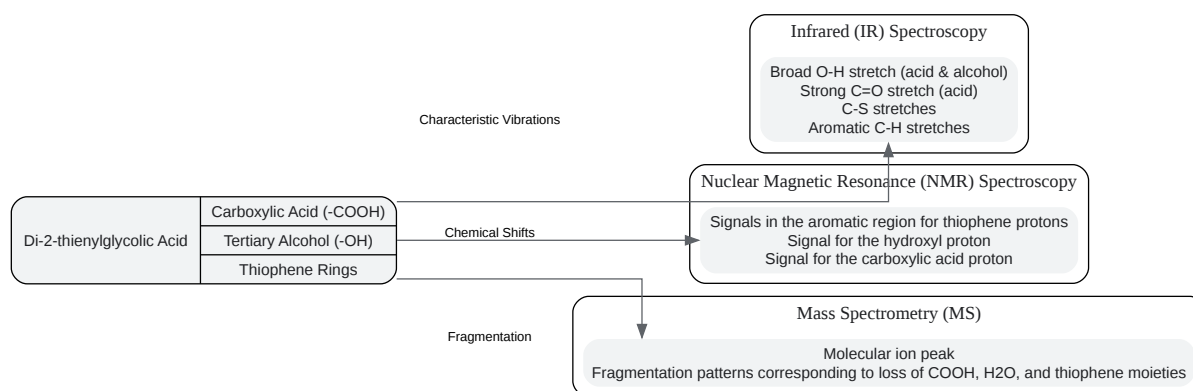 Infrared (IR) Spectroscopy
Broad O-H stretch (acid & alcohol)
Strong C=O stretch (acid)
C-S stretches
Aromatic C-H stretches
Characteristic Vibrations
Nuclear Magnetic Resonance (NMR) Spectroscopy
Signals in the aromatic region for thiophene protons
Signal for the hydroxyl proton
Signal for the carboxylic acid proton
Di-2-thienylglycolic Acid
Carboxylic Acid (-COOH)
Tertiary Alcohol (-OH)
Thiophene Rings
Chemical Shifts
Mass Spectrometry (MS)
Molecular ion peak
Fragmentation patterns corresponding to loss of COOH, H2O, and thiophene moieties
Fragmentation